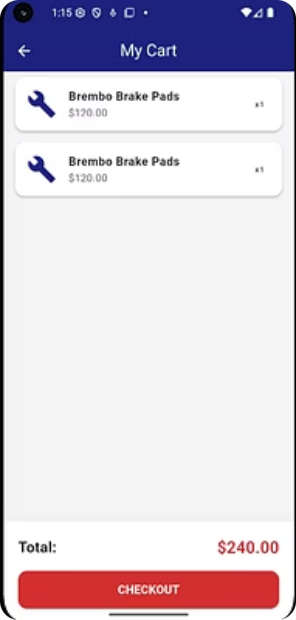 1:15
My Cart
Brembo Brake Pads
$120.00
x1
Brembo Brake Pads
$120.00
x1
Total:
$240.00
CHECKOUT